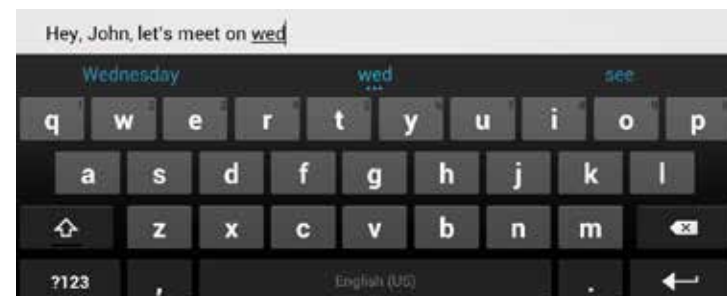 Hey, John, let's meet on wed
Wednesday wed see
q w e r t y u i o p
a s d f g h j k l
z x c v b n m
?123 , English (US) .